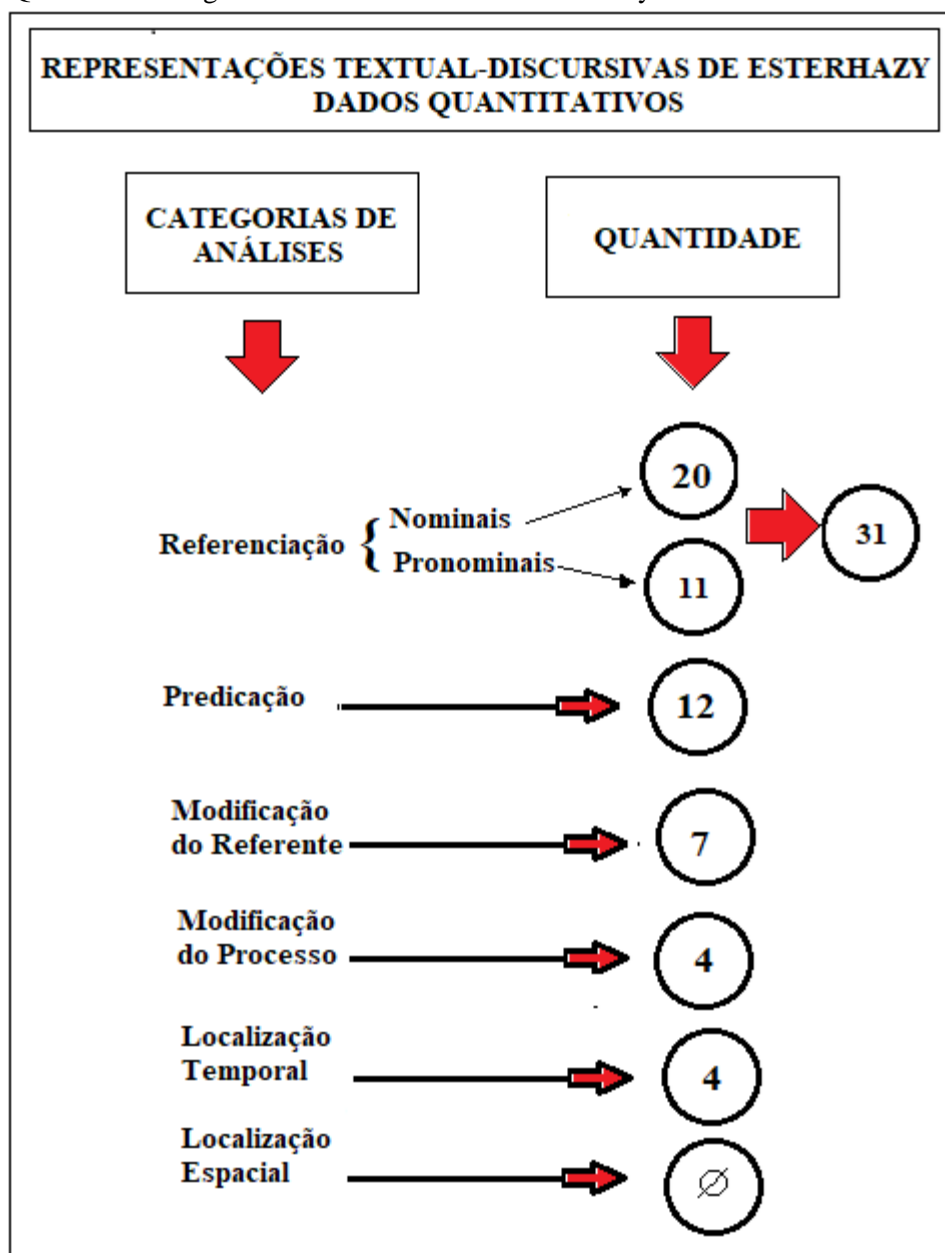 REPRESENTAÇÕES TEXTUAL-DISCURSIVAS DE ESTERHAZY
DADOS QUANTITATIVOS
CATEGORIAS DE
ANÁLISES
QUANTIDADE
Referenciação {
Nominais
20
Pronominais
11
31
Predicação
12
Modificação
do Referente
7
Modificação
do Processo
4
Localização
Temporal
4
Localização
Espacial
∅